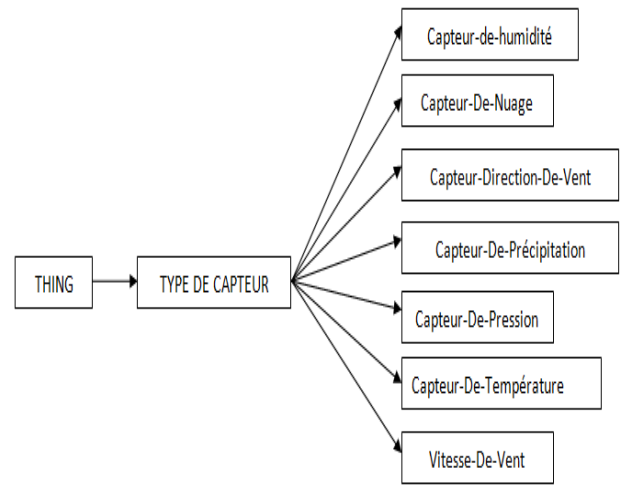 THING
TYPE DE CAPTEUR
Capteur-de-humidité
Capteur-De-Nuage
Capteur-Direction-De-Vent
Capteur-De-Précipitation
Capteur-De-Pression
Capteur-De-Température
Vitesse-De-Vent